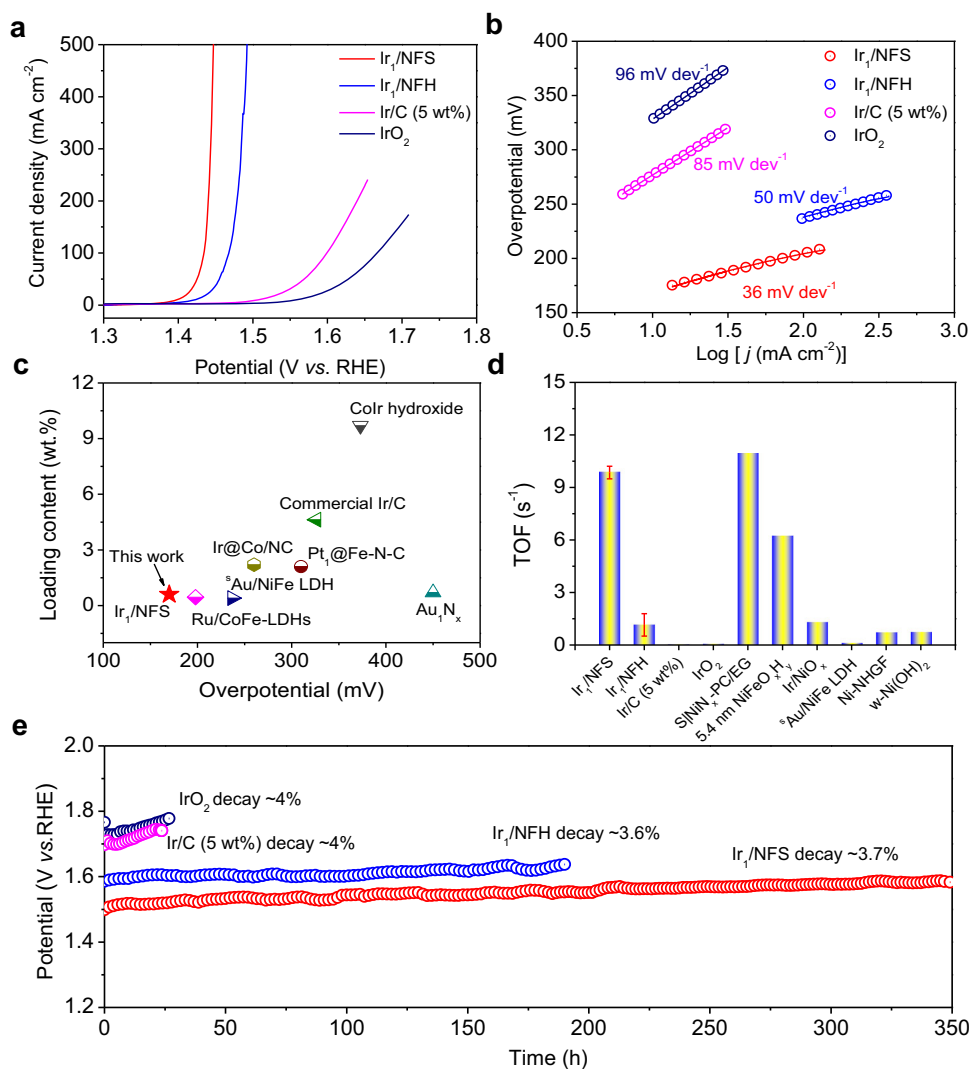 a
500
400
300
200
100
0
Current density (mA cm⁻²)
1.3 1.4 1.5 1.6 1.7 1.8
Potential (V vs. RHE)
Ir₁/NFS
Ir₁/NFH
Ir/C (5 wt%)
IrO₂
b
400
350
300
250
200
150
Overpotential (mV)
0.5 1.0 1.5 2.0 2.5 3.0
Log [ j (mA cm⁻²)]
96 mV dev⁻¹
85 mV dev⁻¹
50 mV dev⁻¹
36 mV dev⁻¹
Ir₁/NFS
Ir₁/NFH
Ir/C (5 wt%)
IrO₂
c
12
9
6
3
0
Loading content (wt.%)
100 200 300 400 500
Overpotential (mV)
CoIr hydroxide
Commercial Ir/C
Ir@Co/NC
Pt₁@Fe-N-C
This work
ˢAu/NiFe LDH
Ir₁/NFS
Ru/CoFe-LDHs
Au₁Nₓ
d
15
12
9
6
3
0
TOF (s⁻¹)
Ir₁/NFS
Ir₁/NFH
Ir/C (5 wt%)
IrO₂
S|NiNₓ-PC/EG
5.4 nm NiFeOₓHᵧ
Ir/NiOₓ
ˢAu/NiFe LDH
Ni-NHGF
w-Ni(OH)₂
e
2.0
1.8
1.6
1.4
1.2
Potential (V vs.RHE)
0 50 100 150 200 250 300 350
Time (h)
IrO₂ decay ~4%
Ir/C (5 wt%) decay ~4%
Ir₁/NFH decay ~3.6%
Ir₁/NFS decay ~3.7%